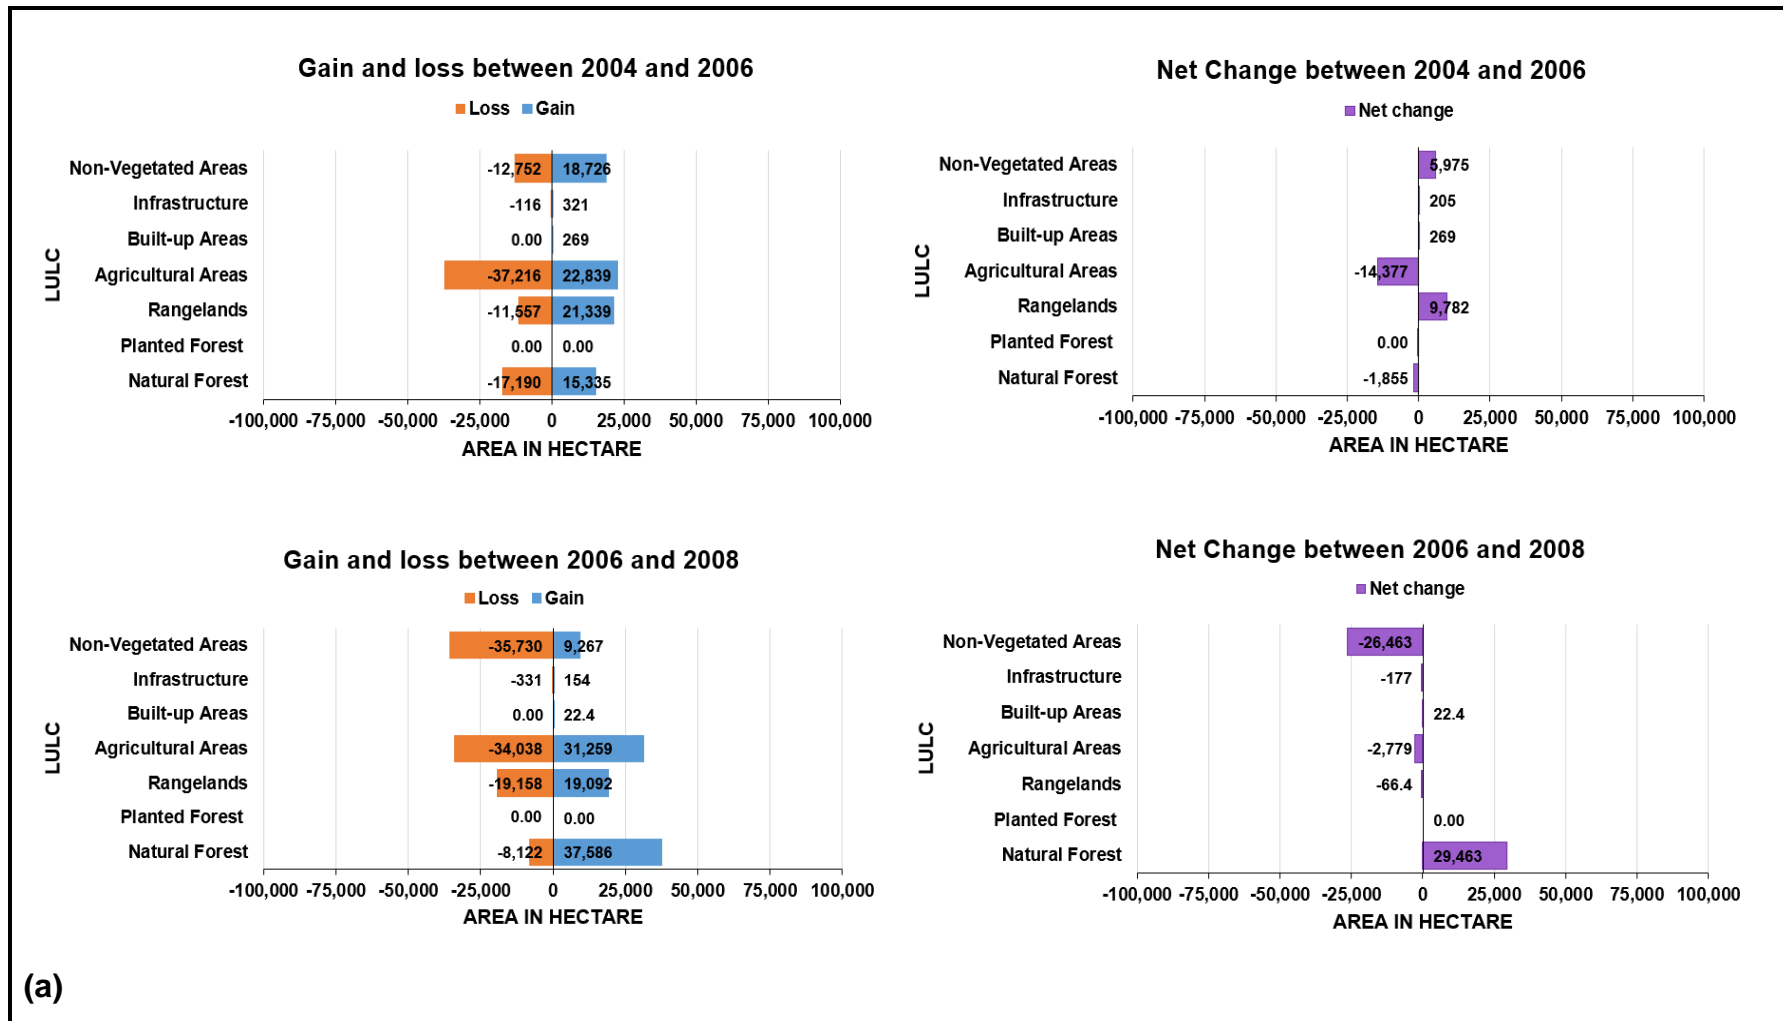 Gain and loss between 2004 and 2006
Loss Gain
LULC
Non-Vegetated Areas -12,752 18,726
Infrastructure -116 321
Built-up Areas 0.00 269
Agricultural Areas -37,216 22,839
Rangelands -11,557 21,339
Planted Forest 0.00 0.00
Natural Forest -17,190 15,335
-100,000 -75,000 -50,000 -25,000 0 25,000 50,000 75,000 100,000
AREA IN HECTARE
Net Change between 2004 and 2006
Net change
LULC
Non-Vegetated Areas 5,975
Infrastructure 205
Built-up Areas 269
Agricultural Areas -14,377
Rangelands 9,782
Planted Forest 0.00
Natural Forest -1,855
-100,000 -75,000 -50,000 -25,000 0 25,000 50,000 75,000 100,000
AREA IN HECTARE
Gain and loss between 2006 and 2008
Loss Gain
LULC
Non-Vegetated Areas -35,730 9,267
Infrastructure -331 154
Built-up Areas 0.00 22.4
Agricultural Areas -34,038 31,259
Rangelands -19,158 19,092
Planted Forest 0.00 0.00
Natural Forest -8,122 37,586
-100,000 -75,000 -50,000 -25,000 0 25,000 50,000 75,000 100,000
AREA IN HECTARE
Net Change between 2006 and 2008
Net change
LULC
Non-Vegetated Areas -26,463
Infrastructure -177
Built-up Areas 22.4
Agricultural Areas -2,779
Rangelands -66.4
Planted Forest 0.00
Natural Forest 29,463
-100,000 -75,000 -50,000 -25,000 0 25,000 50,000 75,000 100,000
AREA IN HECTARE
(a)